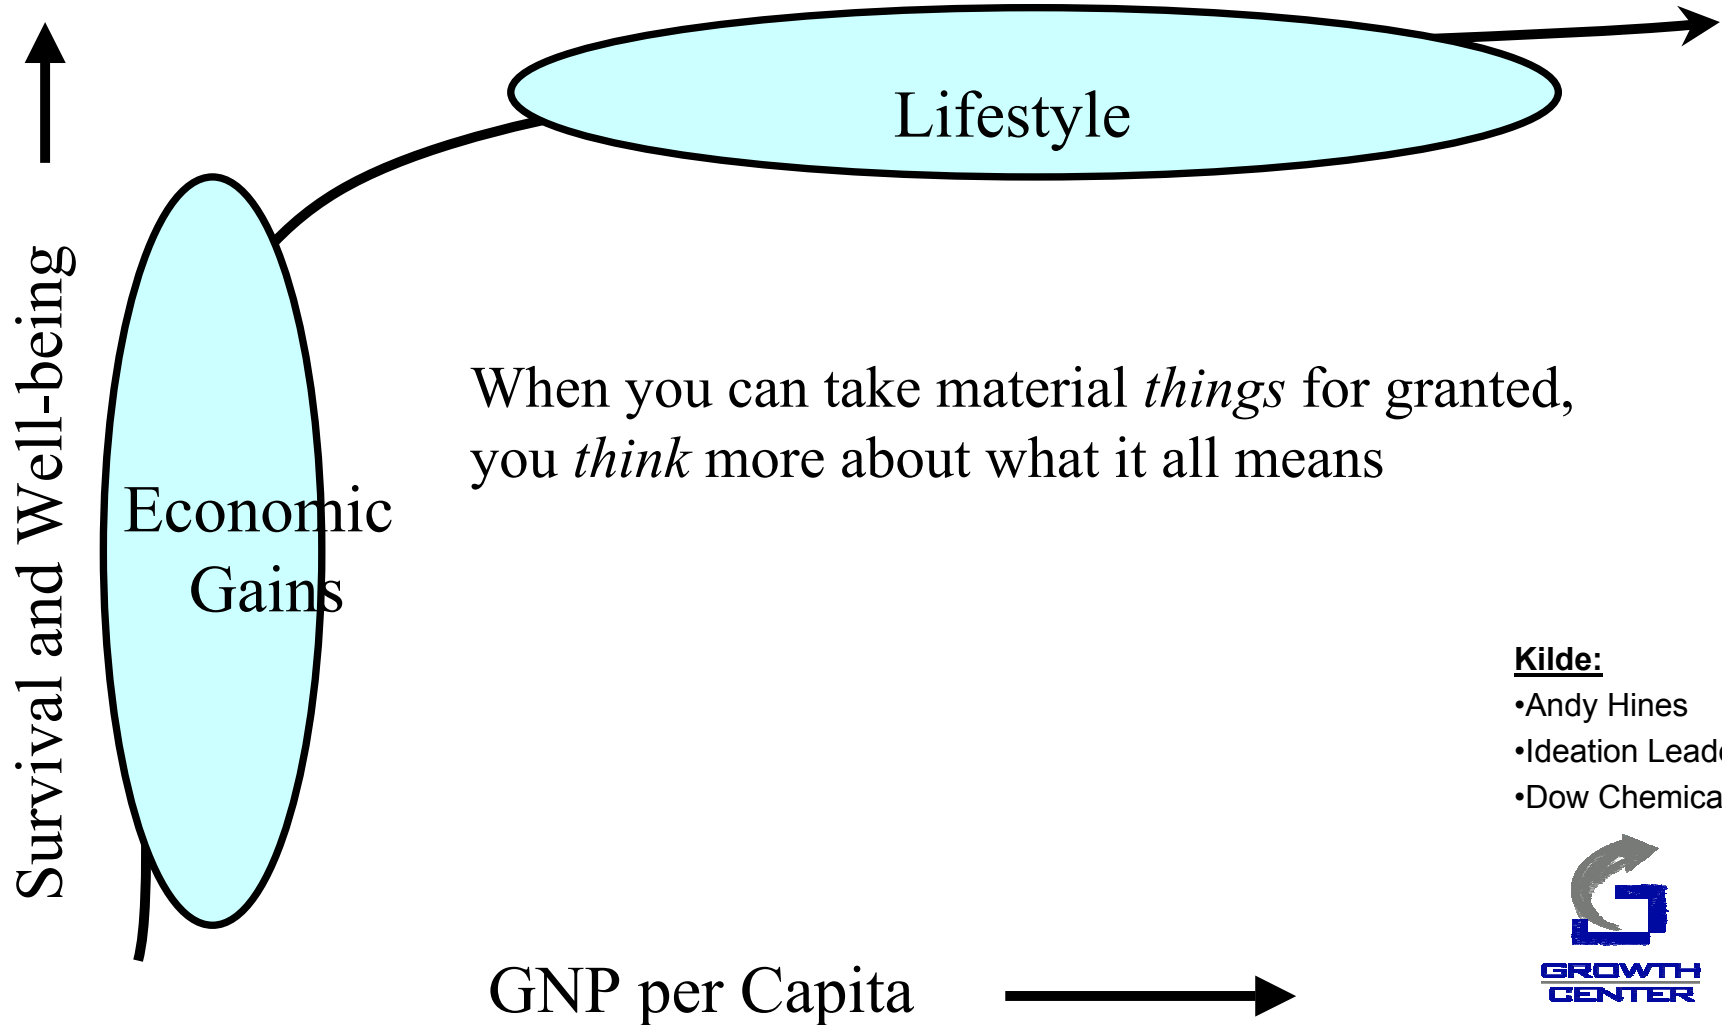 Lifestyle
Survival and Well-being
When you can take material things for granted,
you think more about what it all means
Economic
Gains
Kilde:
•Andy Hines
•Ideation
•Dow
GROWTH
CENTER
GNP per Capita